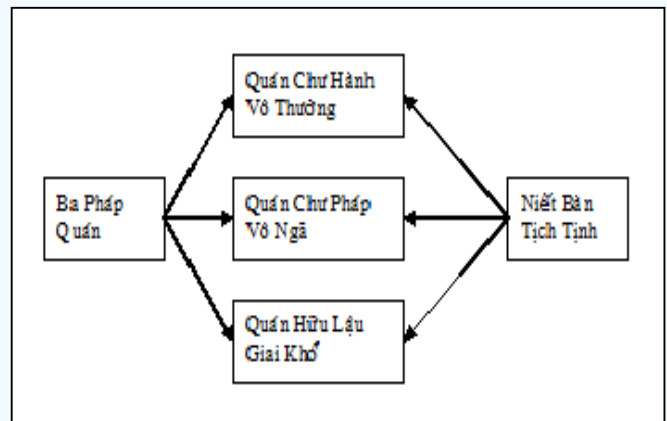 Quán Chư Hành
Vô Thường
Ba Pháp
Quán
Quán Chư Pháp
Vô Ngã
Niết Bàn
Tịch Tịnh
Quán Hữu Lậu
Giai Khổ